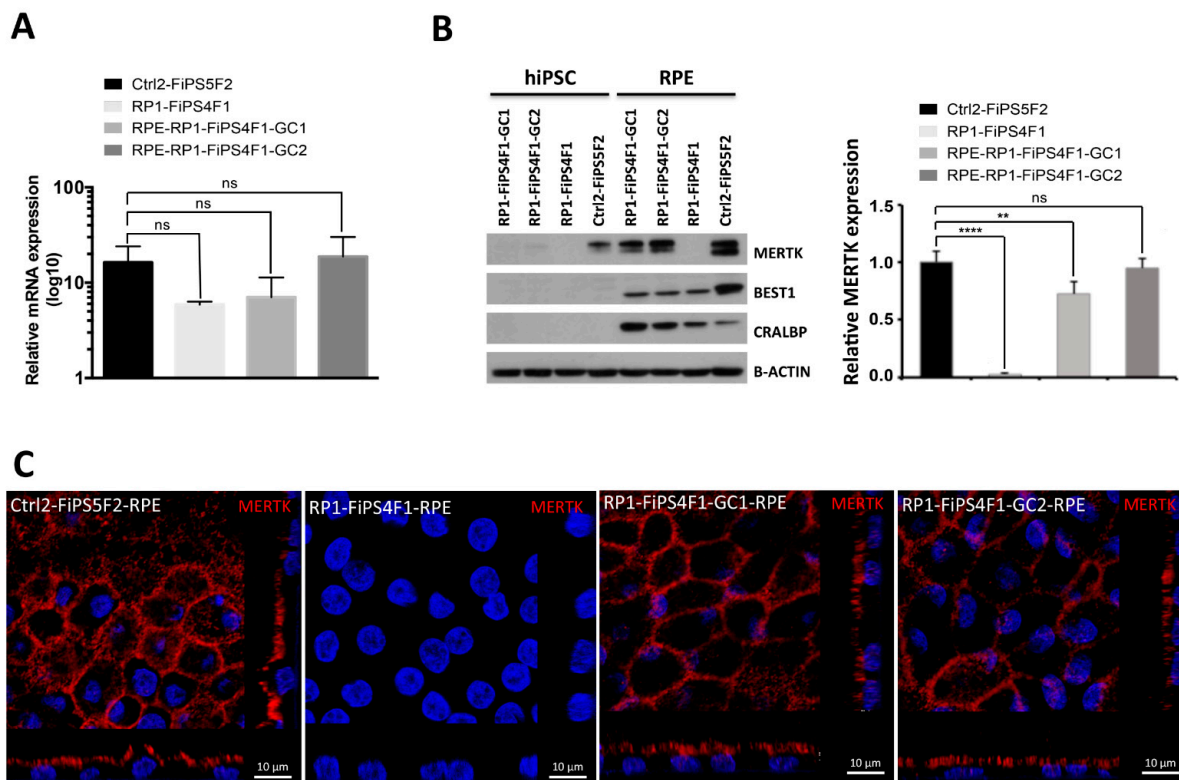 A
Ctrl2-FiPS5F2
RP1-FiPS4F1
RPE-RP1-FiPS4F1-GC1
RPE-RP1-FiPS4F1-GC2
Relative mRNA expression
(log10)
100
10
1
ns
ns
ns
B
hiPSC
RPE
RP1-FiPS4F1-GC1
RP1-FiPS4F1-GC2
RP1-FiPS4F1
Ctrl2-FiPS5F2
RP1-FiPS4F1-GC1
RP1-FiPS4F1-GC2
RP1-FiPS4F1
Ctrl2-FiPS5F2
MERTK
BEST1
CRALBP
B-ACTIN
Ctrl2-FiPS5F2
RP1-FiPS4F1
RPE-RP1-FiPS4F1-GC1
RPE-RP1-FiPS4F1-GC2
Relative MERTK expression
1.5
1.0
0.5
0.0
ns
**
****
C
Ctrl2-FiPS5F2-RPE MERTK
10 µm
RP1-FiPS4F1-RPE MERTK
10 µm
RP1-FiPS4F1-GC1-RPE MERTK
10 µm
RP1-FiPS4F1-GC2-RPE MERTK
10 µm